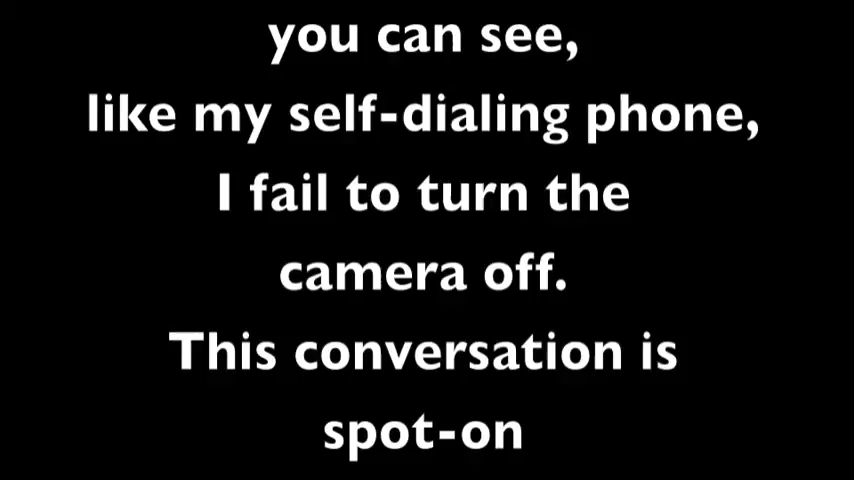 you can see,
like my self-dialing phone,
I fail to turn the
camera off.
This conversation is
spot-on